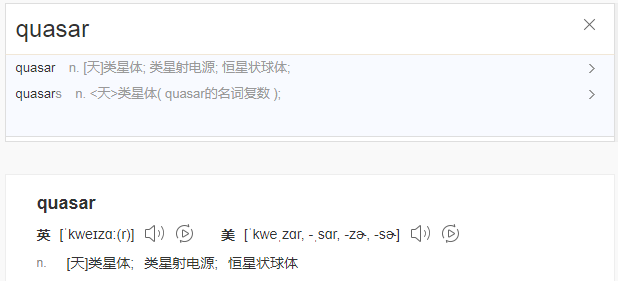 quasar
quasar n. [天]类星体; 类星射电源; 恒星状球体;
quasars n. <天>类星体( quasar的名词复数 );
quasar
英 [ˈkweɪzɑː(r)] 美 [ˈkweˌzɑr, -ˌsɑr, -zɚ, -sɚ]
n. [天]类星体; 类星射电源; 恒星状球体